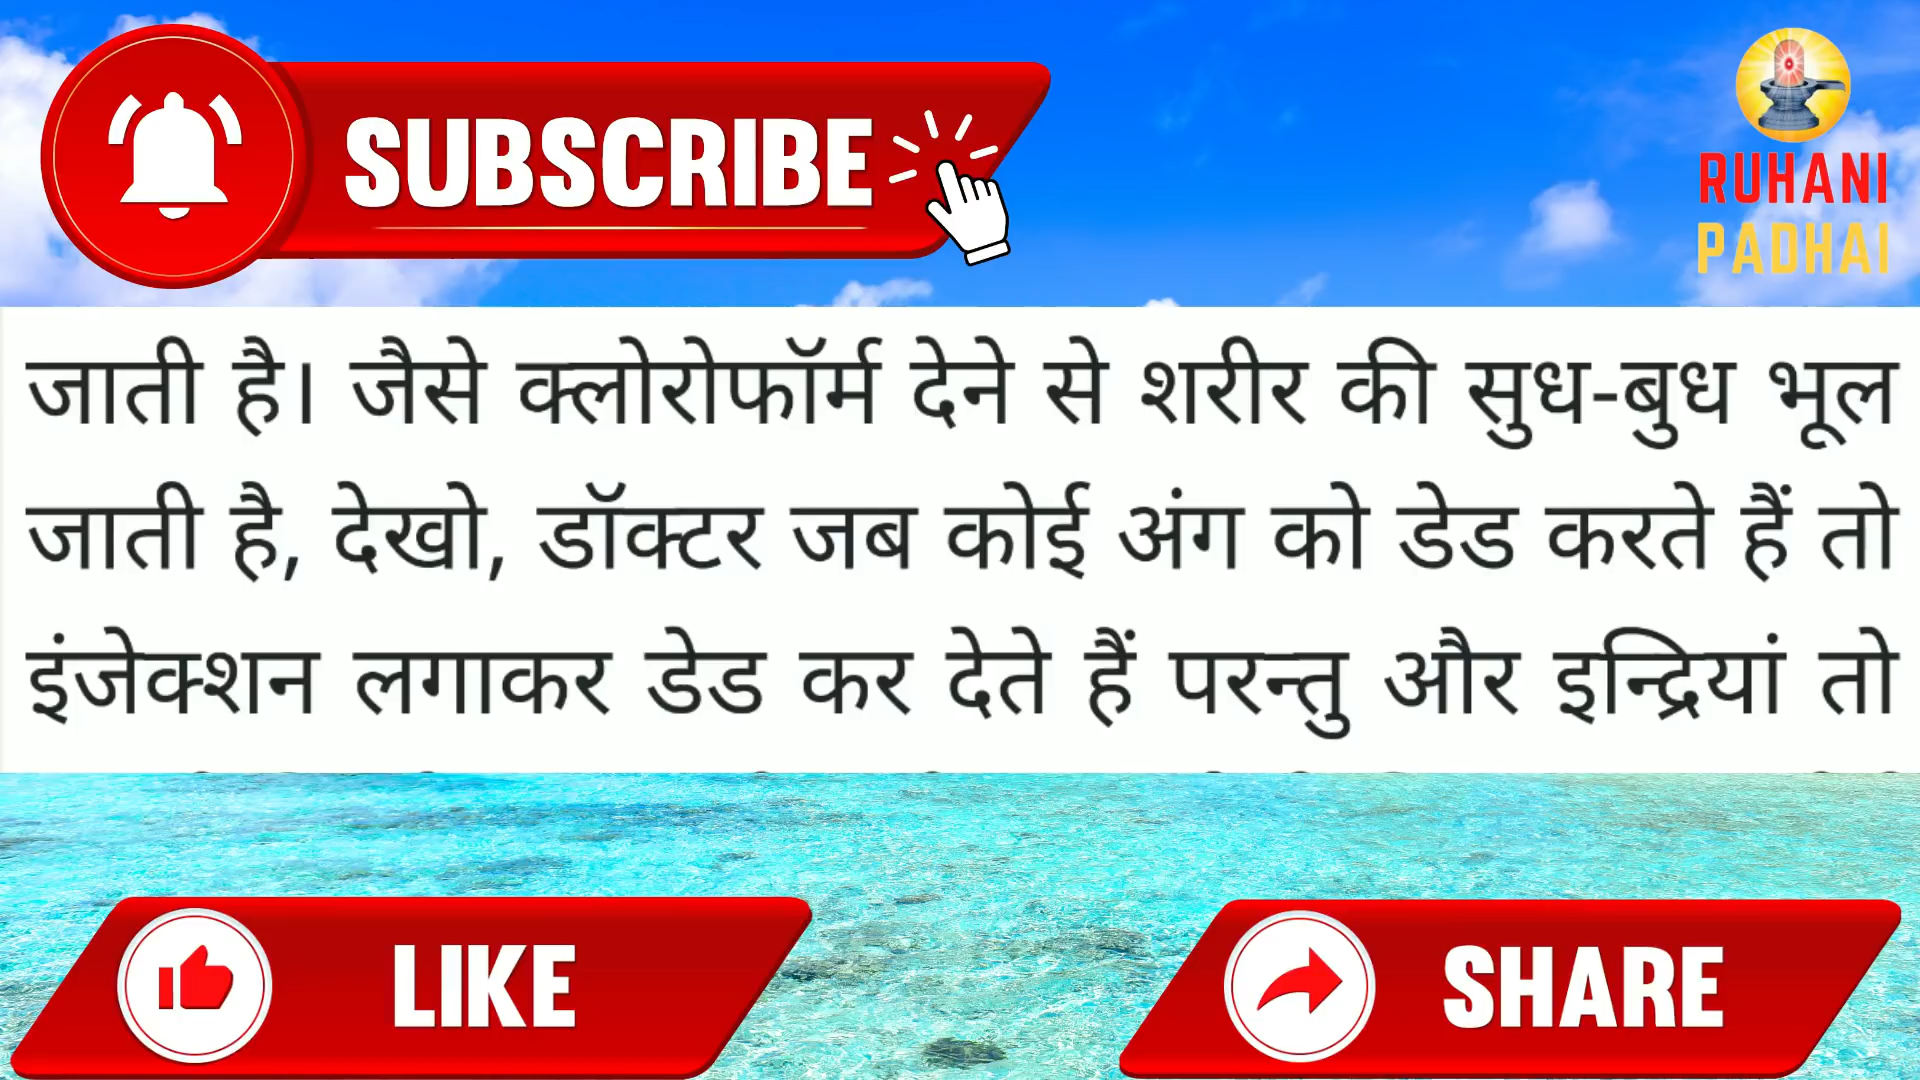 SUBSCRIBE
RUHANI
PADHAI
जाती है। जैसे क्लोरोफॉर्म देने से शरीर की सुध-बुध भूल
जाती है, देखो, डॉक्टर जब कोई अंग को डेड करते हैं तो
इंजेक्शन लगाकर डेड कर देते हैं परन्तु और इन्द्रियां तो
LIKE
SHARE